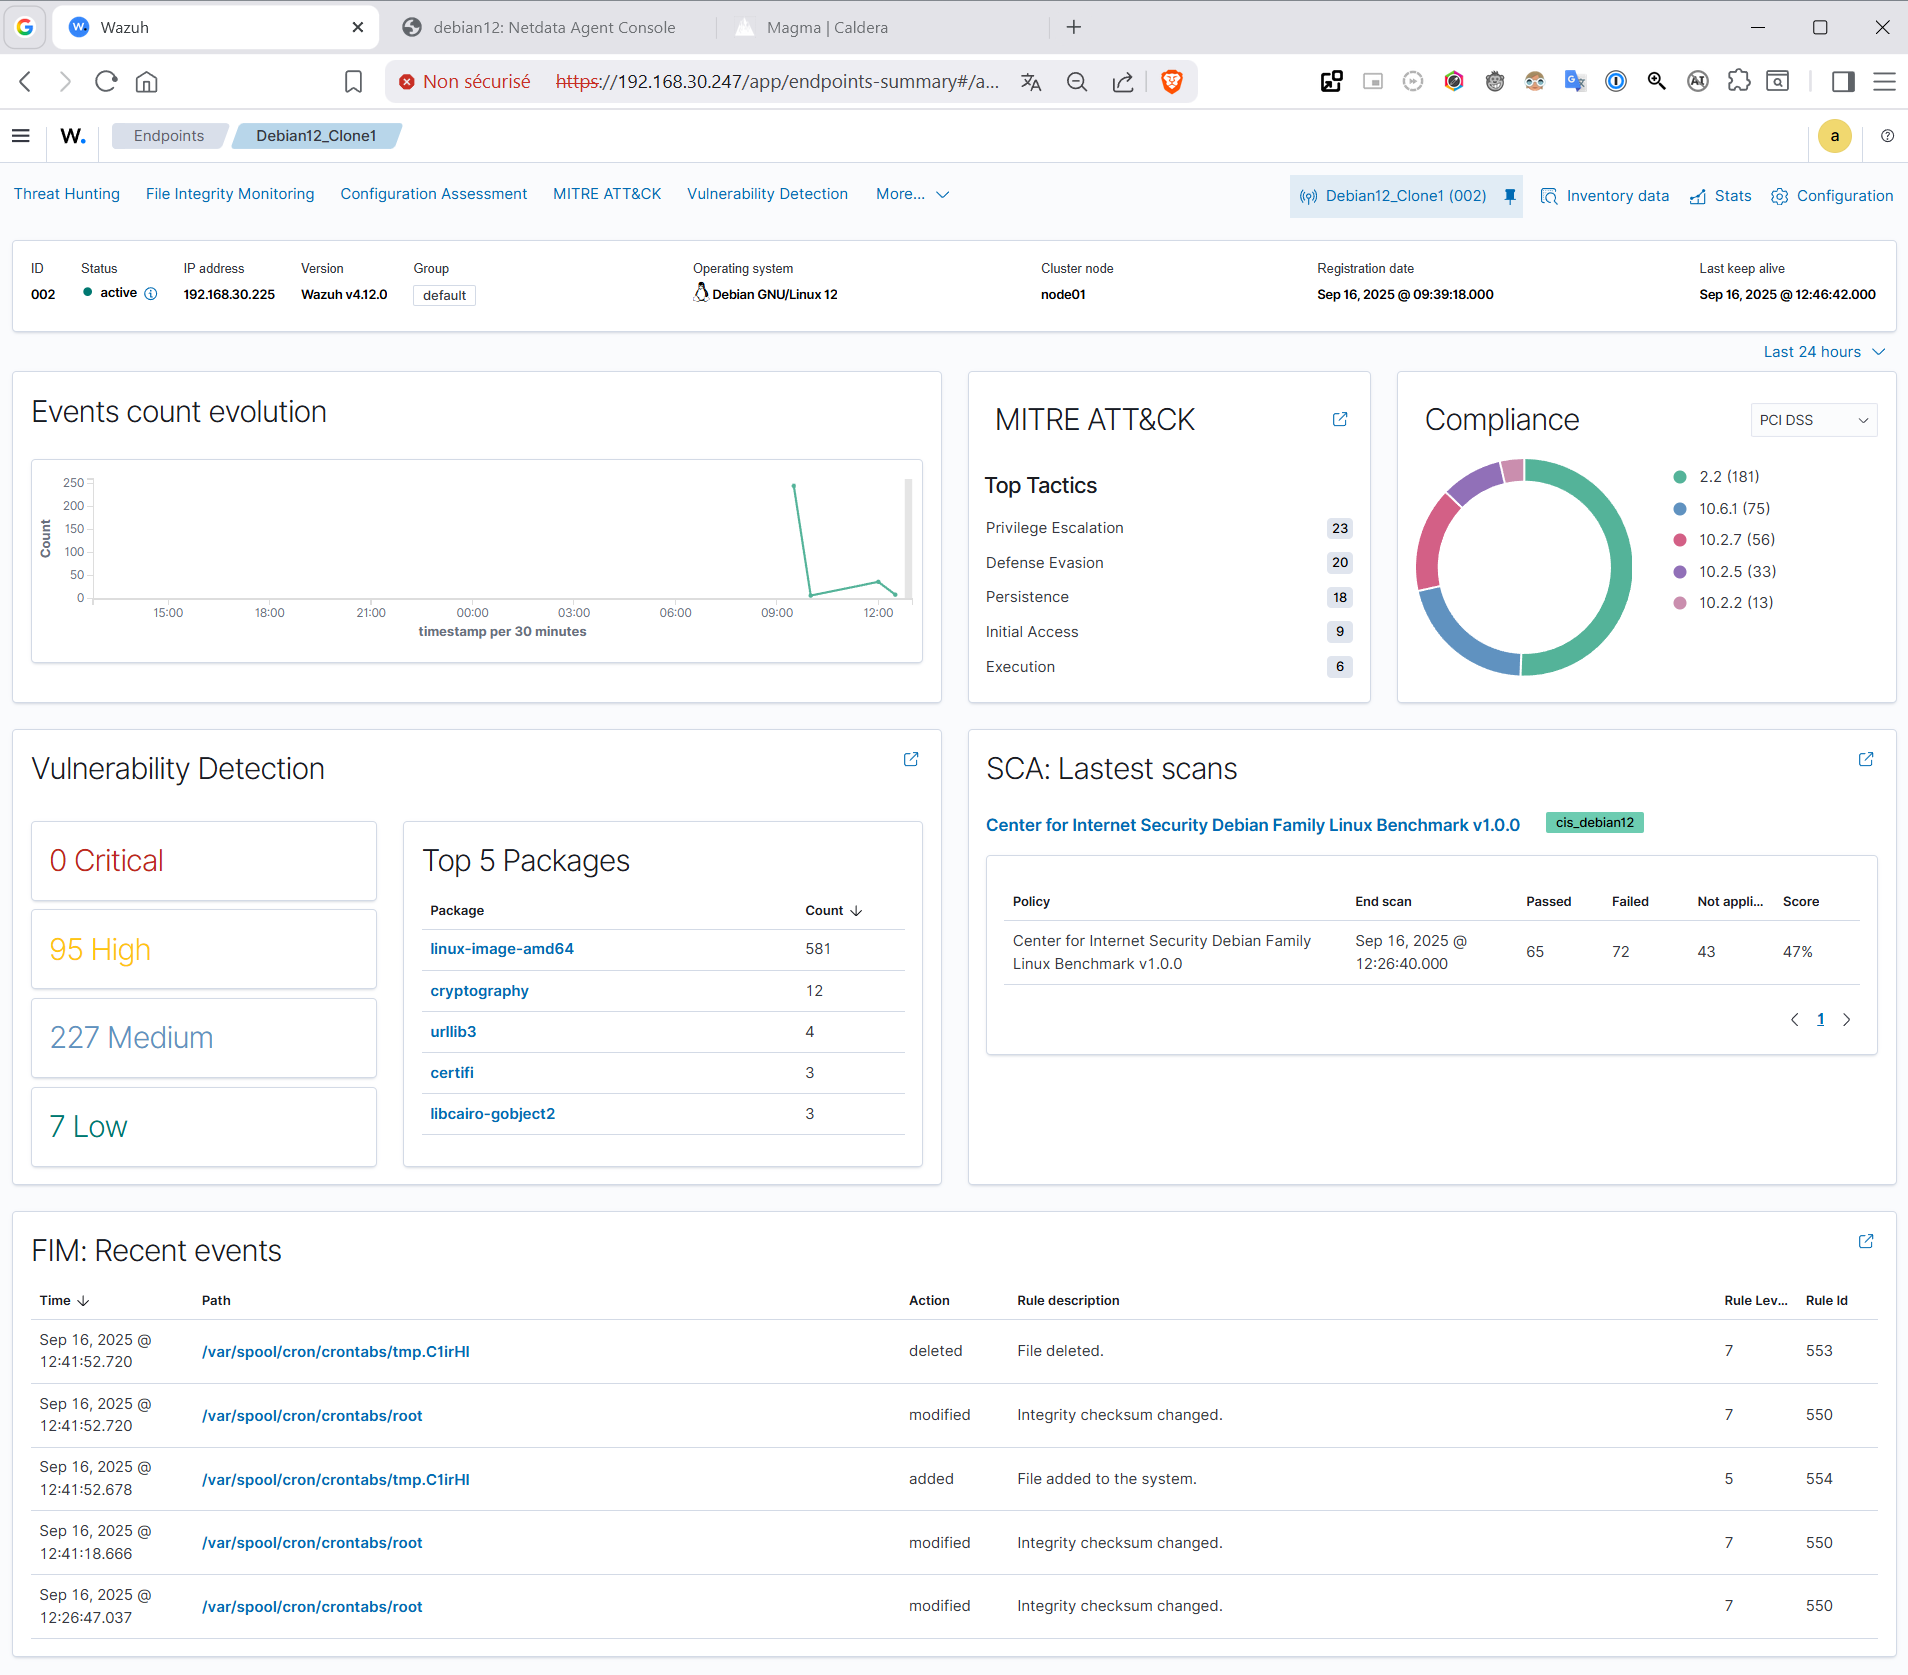 Wazuh
debian12: Netdata Agent Console
Magma | Caldera
Non sécurisé https://192.168.30.247/app/endpoints-summary#/a...
W. Endpoints Debian12_Clone1 a
Threat Hunting File Integrity Monitoring Configuration Assessment MITRE ATT&CK Vulnerability Detection More... Debian12_Clone1 (002) Inventory data Stats Configuration
ID Status IP address Version Group Operating system Cluster node Registration date Last keep alive
002 active 192.168.30.225 Wazuh v4.12.0 default Debian GNU/Linux 12 node01 Sep 16, 2025 @ 09:39:18.000 Sep 16, 2025 @ 12:46:42.000
Last 24 hours
Events count evolution
250
200
150
100
50
0
Count
15:00 18:00 21:00 00:00 03:00 06:00 09:00 12:00
timestamp per 30 minutes
MITRE ATT&CK
Top Tactics
Privilege Escalation 23
Defense Evasion 20
Persistence 18
Initial Access 9
Execution 6
Compliance PCI DSS
2.2 (181)
10.6.1 (75)
10.2.7 (56)
10.2.5 (33)
10.2.2 (13)
Vulnerability Detection
0 Critical
95 High
227 Medium
7 Low
Top 5 Packages
Package Count
linux-image-amd64 581
cryptography 12
urllib3 4
certifi 3
libcairo-gobject2 3
SCA: Lastest scans
Center for Internet Security Debian Family Linux Benchmark v1.0.0 cis_debian12
Policy End scan Passed Failed Not appli... Score
Center for Internet Security Debian Family Sep 16, 2025 @ 65 72 43 47%
Linux Benchmark v1.0.0 12:26:40.000
1
FIM: Recent events
Time Path Action Rule description Rule Lev... Rule Id
Sep 16, 2025 @
12:41:52.720 /var/spool/cron/crontabs/tmp.C1irHl deleted File deleted. 7 553
Sep 16, 2025 @
12:41:52.720 /var/spool/cron/crontabs/root modified Integrity checksum changed. 7 550
Sep 16, 2025 @
12:41:52.678 /var/spool/cron/crontabs/tmp.C1irHl added File added to the system. 5 554
Sep 16, 2025 @
12:41:18.666 /var/spool/cron/crontabs/root modified Integrity checksum changed. 7 550
Sep 16, 2025 @
12:26:47.037 /var/spool/cron/crontabs/root modified Integrity checksum changed. 7 550